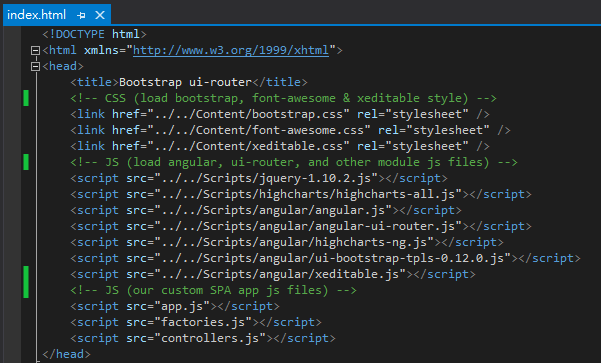 index.html
<!DOCTYPE html>
<html xmlns="http://www.w3.org/1999/xhtml">
<head>
<title>Bootstrap ui-router</title>
<!-- CSS (load bootstrap, font-awesome & xeditable style) -->
<link href="../../Content/bootstrap.css" rel="stylesheet" />
<link href="../../Content/font-awesome.css" rel="stylesheet" />
<link href="../../Content/xeditable.css" rel="stylesheet" />
<!-- JS (load angular, ui-router, and other module js files) -->
<script src="../../Scripts/jquery-1.10.2.js"></script>
<script src="../../Scripts/highcharts/highcharts-all.js"></script>
<script src="../../Scripts/angular/angular.js"></script>
<script src="../../Scripts/angular/angular-ui-router.js"></script>
<script src="../../Scripts/angular/highcharts-ng.js"></script>
<script src="../../Scripts/angular/ui-bootstrap-tpls-0.12.0.js"></script>
<script src="../../Scripts/angular/xeditable.js"></script>
<!-- JS (our custom SPA app js files) -->
<script src="app.js"></script>
<script src="factories.js"></script>
<script src="controllers.js"></script>
</head>